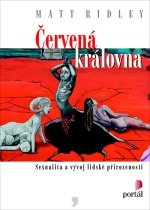 MATT RIDLEY
Červená
královna
Sexualita a vývoj lidské přirozenosti
portál